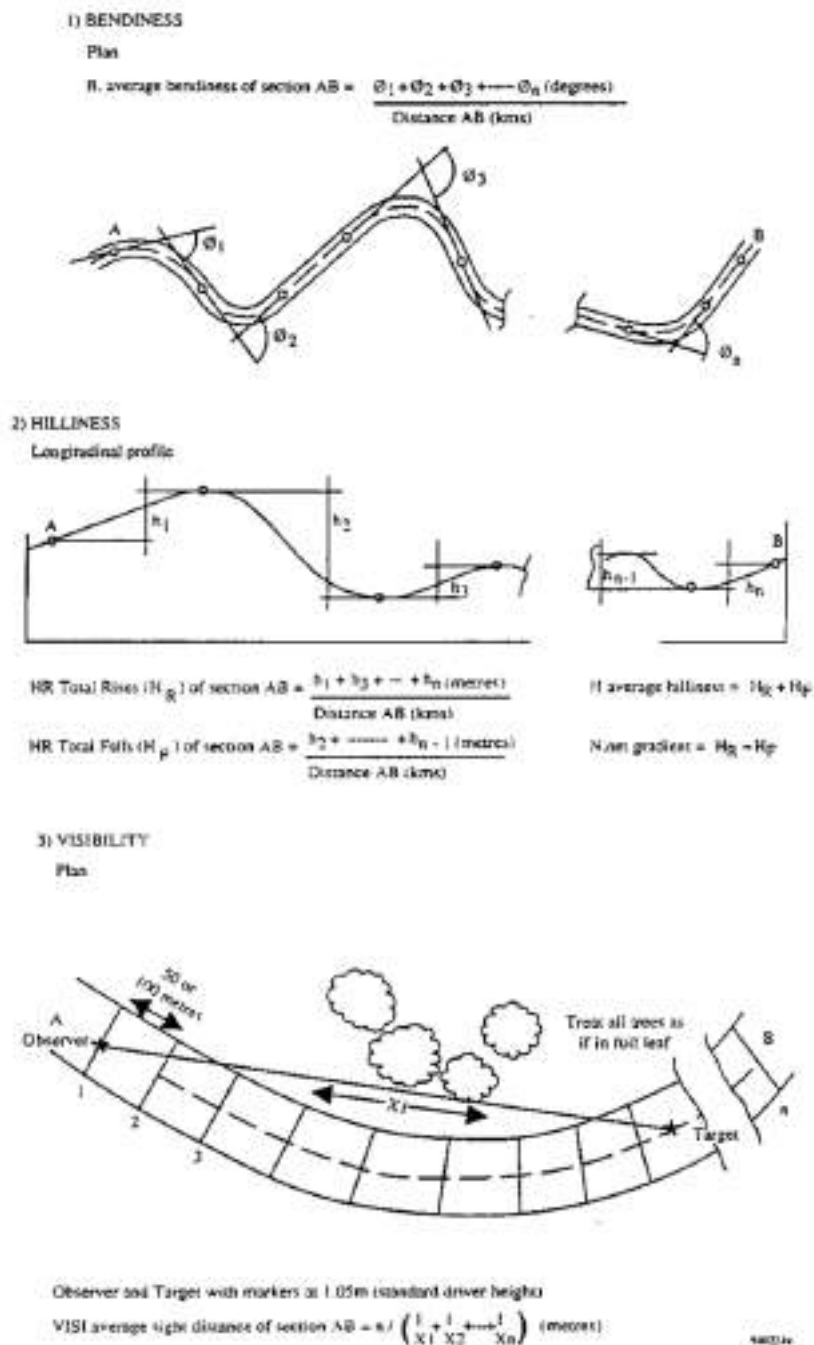 1) BENDINESS
Plan
B, average bendiness of section AB = Ø1 + Ø2 + Ø3 +---- Øn (degrees)
Distance AB (kms)
A
Ø1
Ø2
Ø3
B
Øn
2) HILLINESS
Longitudinal profile
A
h1
h2
h3
hn-1
B
hn
HR Total Rises (HR) of section AB = h1 + h3 + -- + hn (metres)
Distance AB (kms)
H average hilliness = HR + HF
HR Total Falls (HF) of section AB = h2 + ------ + hn - 1 (metres)
Distance AB (kms)
N.net gradient = HR - HF
3) VISIBILITY
Plan
50 or
100 metres
A
Observer
1
2
3
X1
Treat all trees as
if in full leaf
B
n
Target
Observer and Target with markers at 1.05m (standard driver height)
VISI average sight distance of section AB = n / ( 1/X1 + 1/X2 +---- 1/Xn ) (metres)